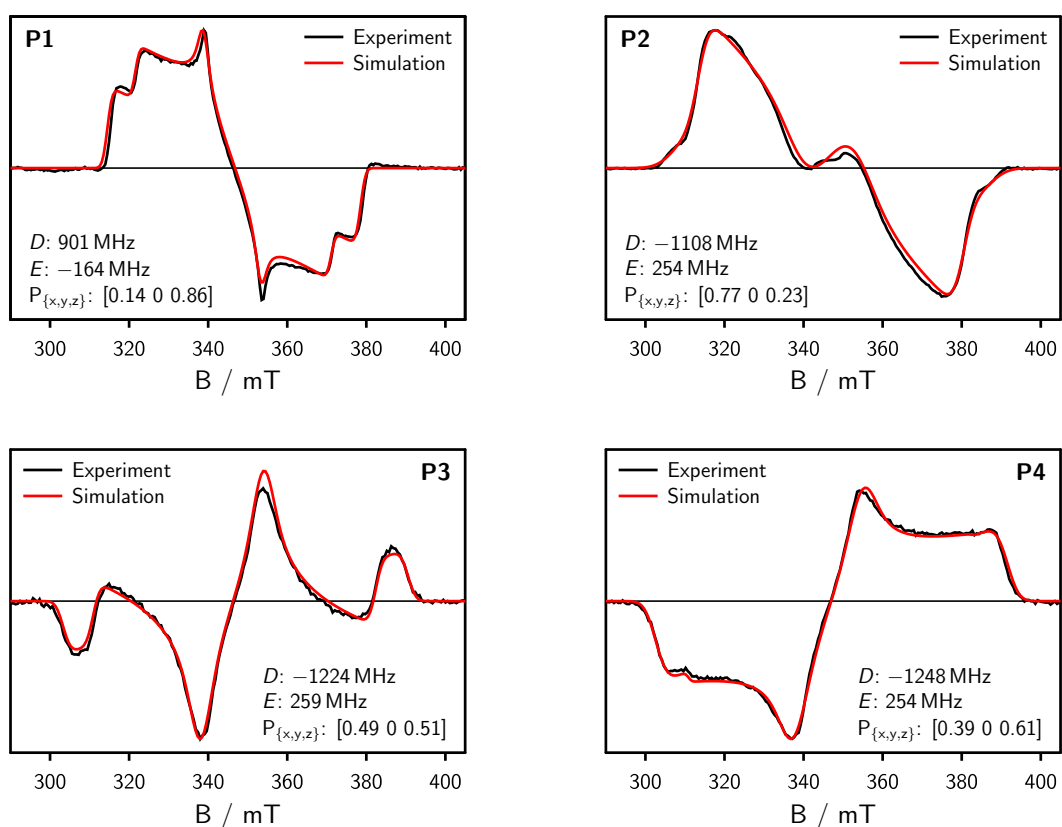 P1
Experiment
Simulation
D: 901 MHz
E: −164 MHz
P{x,y,z}: [0.14 0 0.86]
300 320 340 360 380 400
B / mT
P2
Experiment
Simulation
D: −1108 MHz
E: 254 MHz
P{x,y,z}: [0.77 0 0.23]
300 320 340 360 380 400
B / mT
Experiment
Simulation
P3
D: −1224 MHz
E: 259 MHz
P{x,y,z}: [0.49 0 0.51]
300 320 340 360 380 400
B / mT
Experiment
Simulation
P4
D: −1248 MHz
E: 254 MHz
P{x,y,z}: [0.39 0 0.61]
300 320 340 360 380 400
B / mT